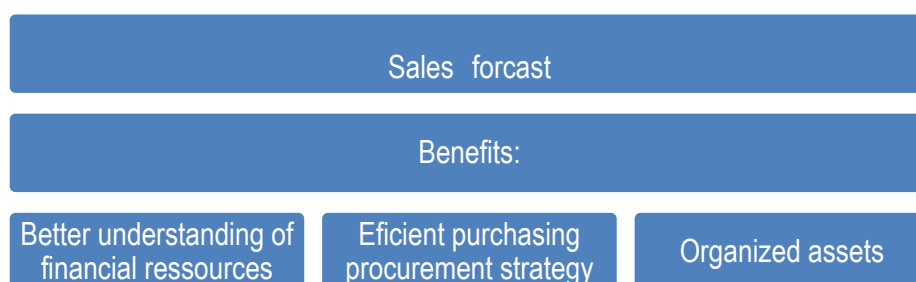 Sales forcast
Benefits:
Better understanding of
financial ressources
Eficient purchasing
procurement strategy
Organized assets